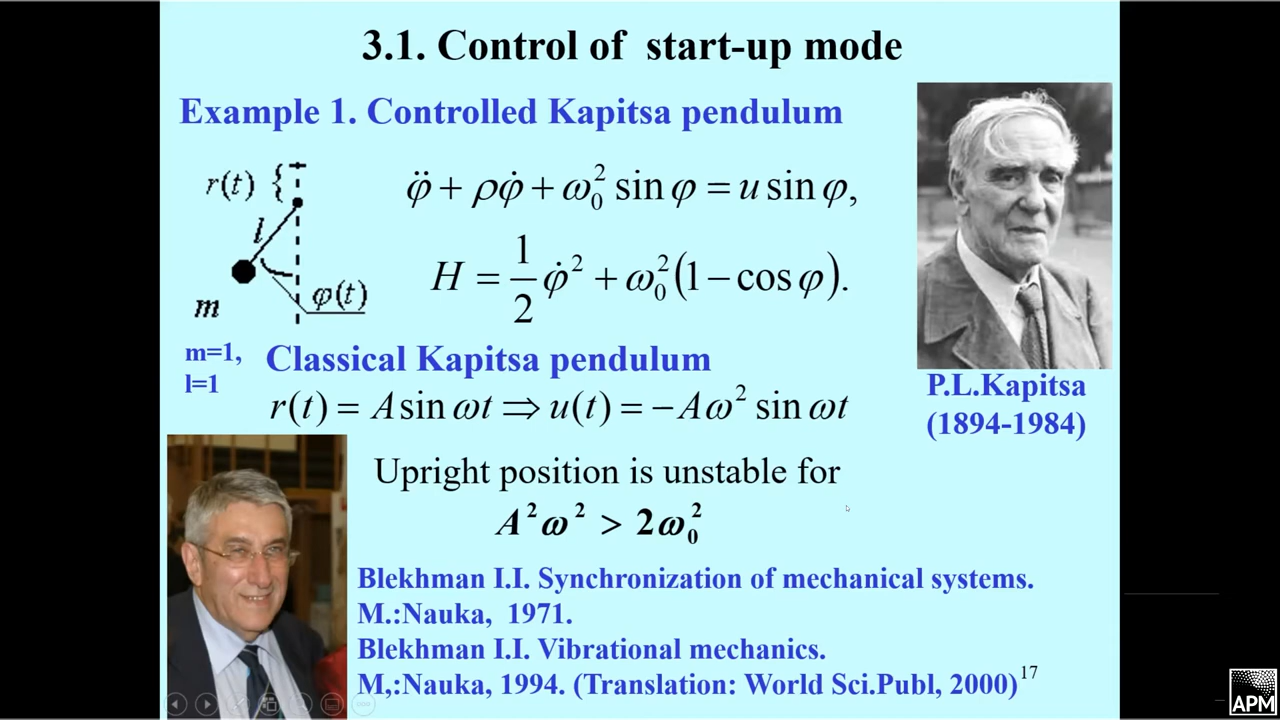 3.1. Control of start-up mode
Example 1. Controlled Kapitsa pendulum
r(t) {
l
m
φ(t)
φ̈ + ρφ̇ + ω₀² sin φ = u sin φ,
H = 1/2 φ̇² + ω₀²(1 − cos φ).
m=1,
l=1
Classical Kapitsa pendulum
r(t) = A sin ωt ⇒ u(t) = −Aω² sin ωt
P.L.Kapitsa
(1894-1984)
Upright position is unstable for
A²ω² > 2ω₀²
Blekhman I.I. Synchronization of mechanical systems.
M.:Nauka, 1971.
Blekhman I.I. Vibrational mechanics.
M,:Nauka, 1994. (Translation: World Sci.Publ, 2000)
17
APM